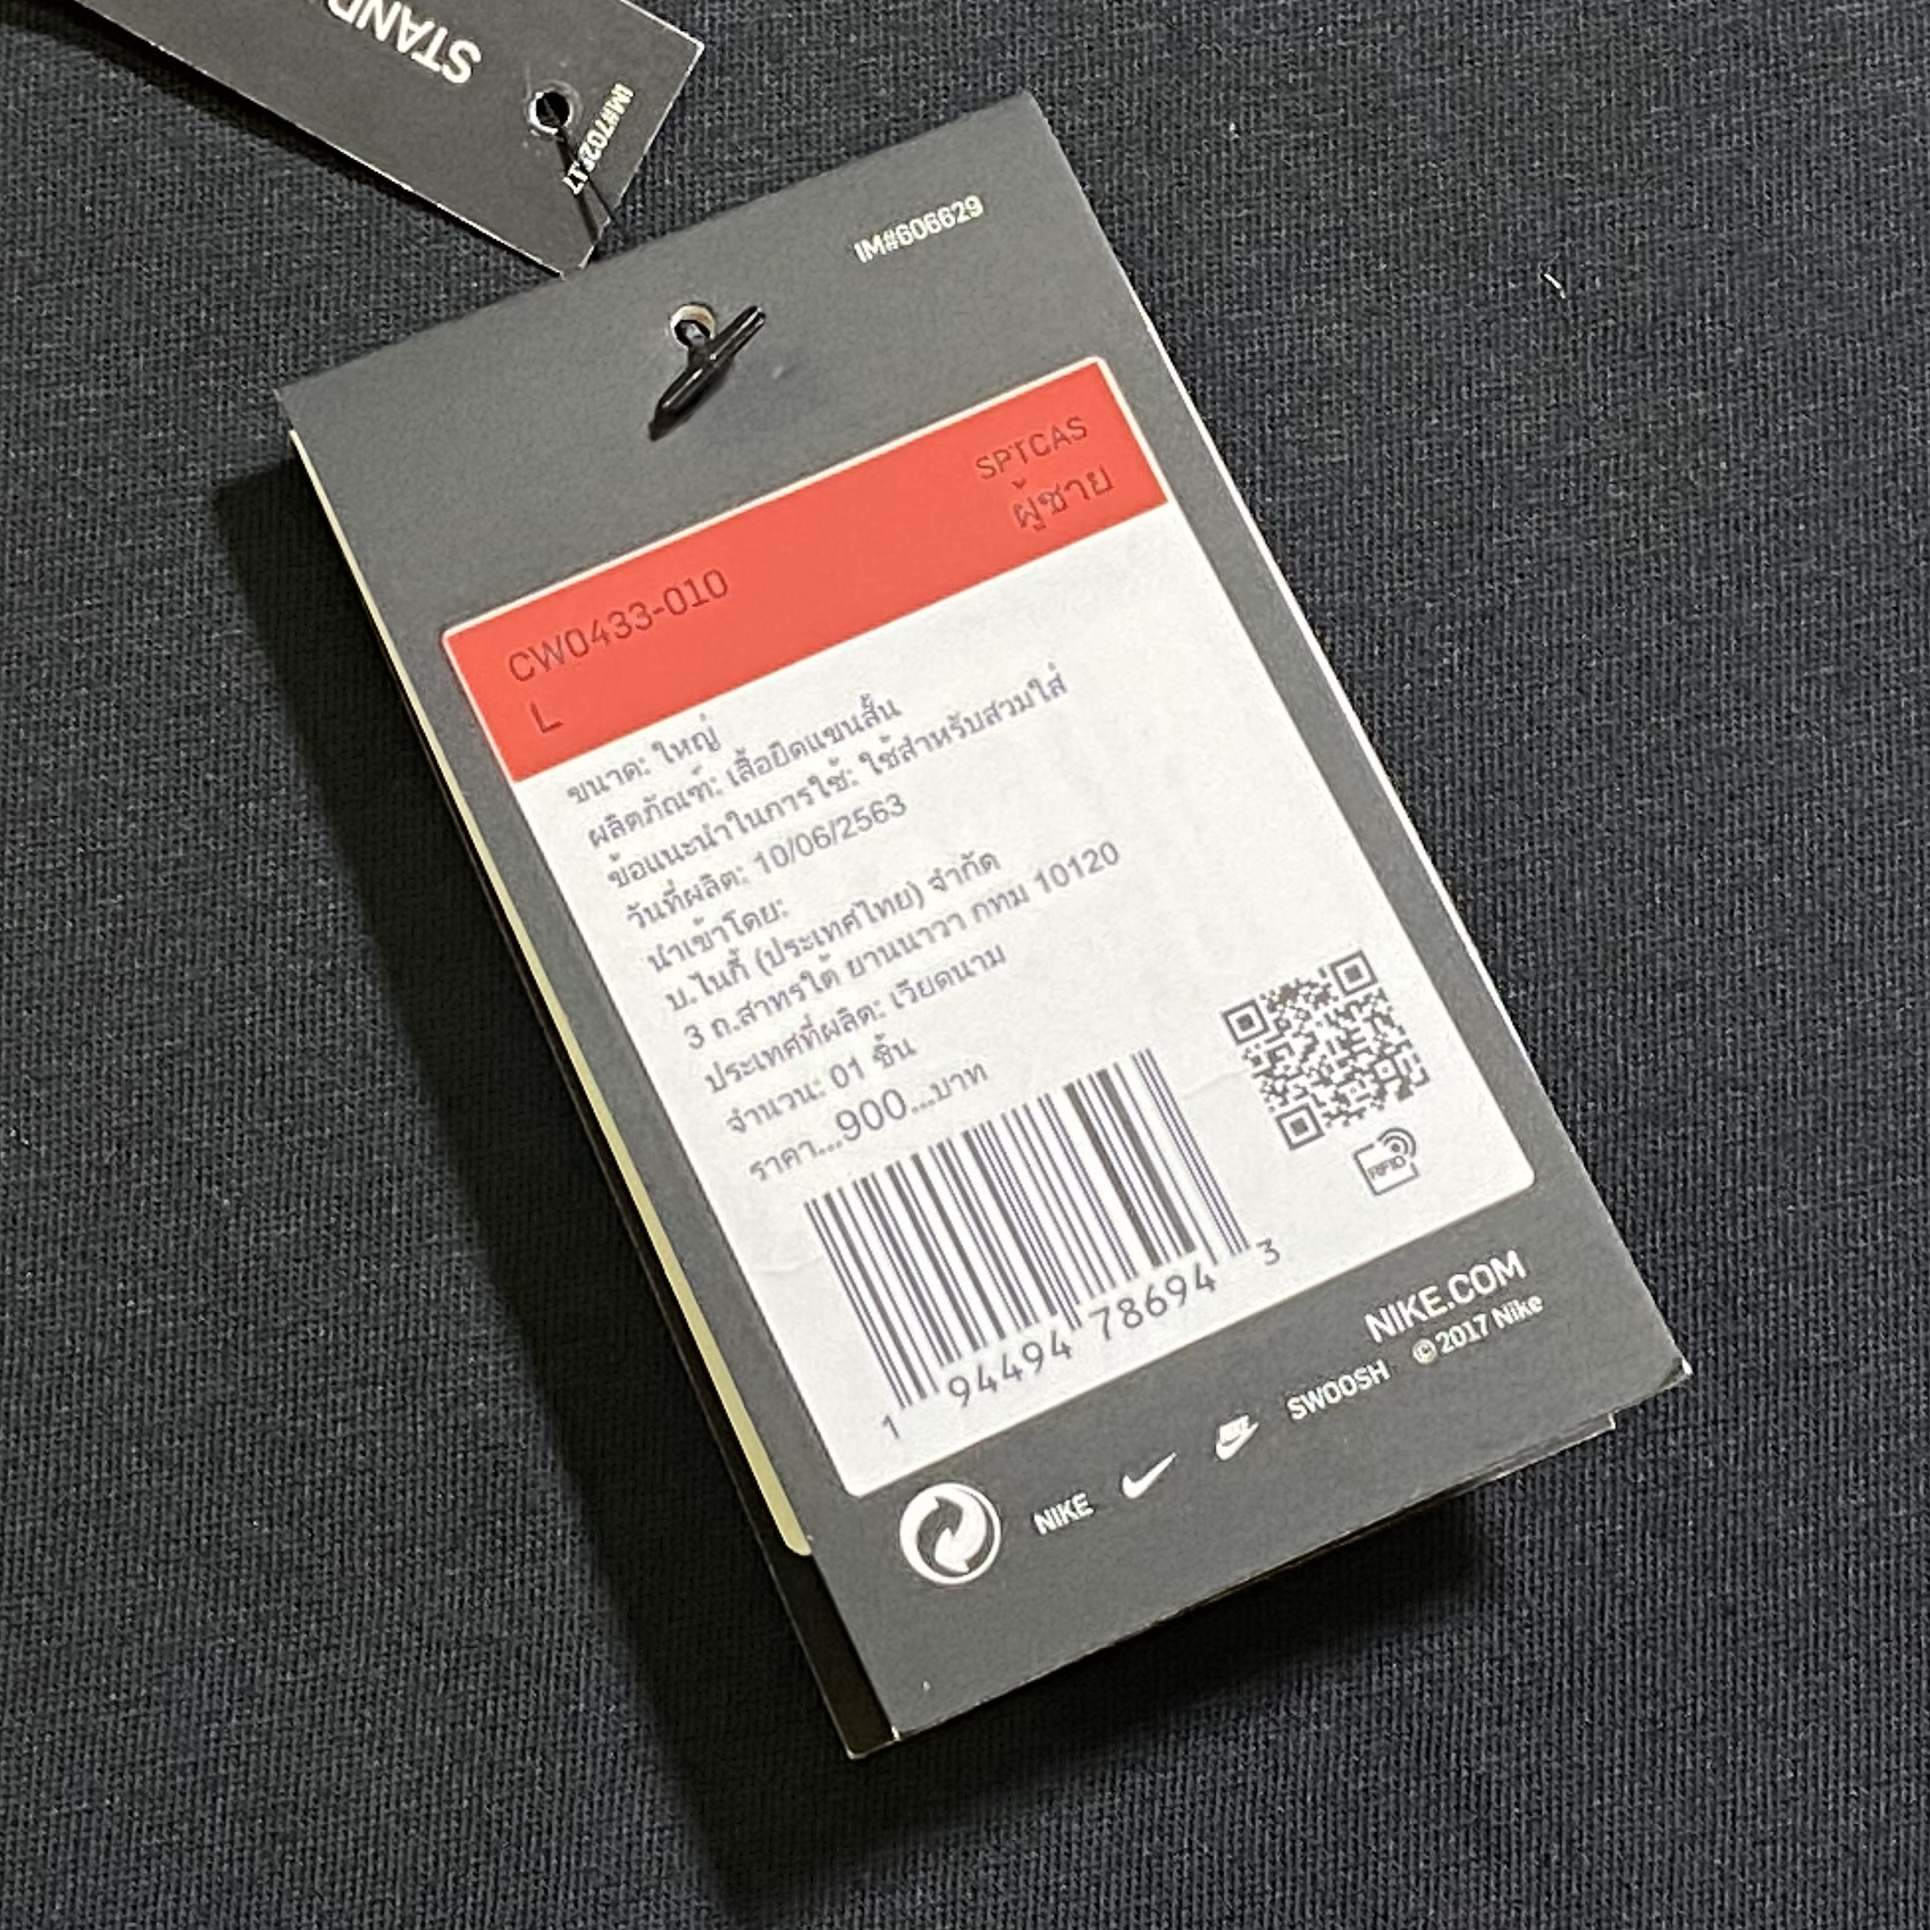 STAND
IM#606629
SPTCAS
ผู้ชาย
CW0433-010
L
ขนาด: ใหญ่
ผลิตภัณฑ์: เสื้อยืดแขนสั้น
ข้อแนะนำในการใช้: ใช้สำหรับสวมใส่
วันที่ผลิต: 10/06/2563
นำเข้าโดย:
บ.ไนกี้ (ประเทศไทย) จำกัด
3 ถ.สาทรใต้ ยานนาวา กทม 10120
ประเทศที่ผลิต: เวียดนาม
จำนวน: 01 ชิ้น
ราคา...900...บาท
RFID
1 94494 78694 3
NIKE.COM
NIKE NIKE SWOOSH © 2017 Nike